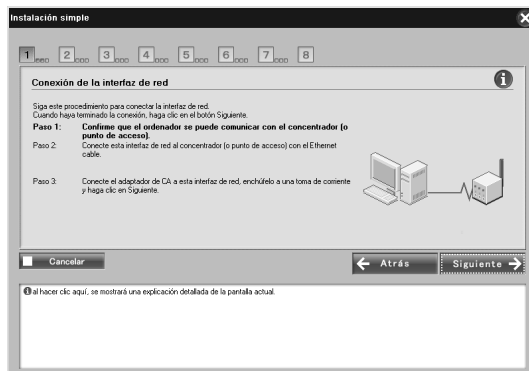 Instalación simple
1 2 3 4 5 6 7 8
Conexión de la interfaz de red
Siga este procedimiento para conectar la interfaz de red.
Cuando haya terminado la conexión, haga clic en el botón Siguiente.
Paso 1: Confirme que el ordenador se puede comunicar con el concentrador (o
punto de acceso).
Paso 2: Conecte esta interfaz de red al concentrador (o punto de acceso) con el Ethernet
cable.
Paso 3: Conecte el adaptador de CA a esta interfaz de red, enchúfelo a una toma de corriente
y haga clic en Siguiente.
Cancelar
Atrás
Siguiente
al hacer clic aquí, se mostrará una explicación detallada de la pantalla actual.